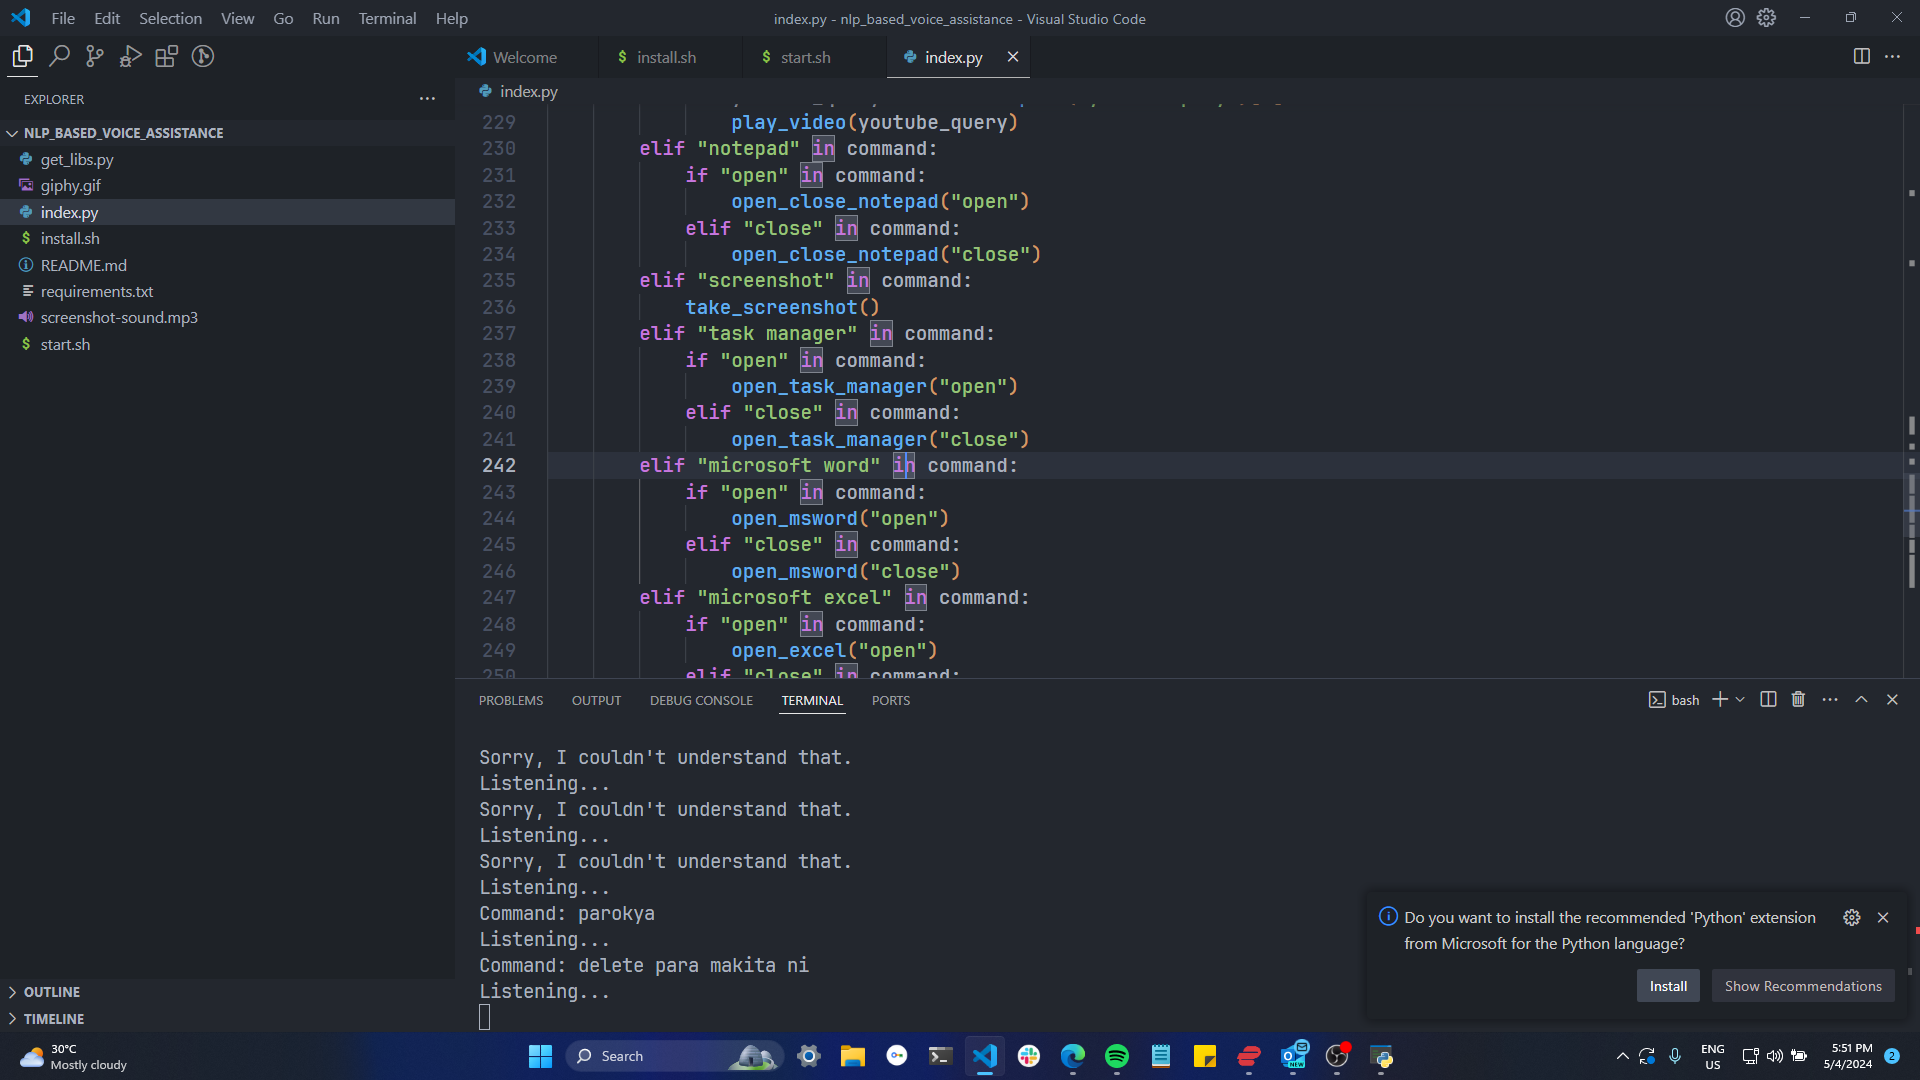 File Edit Selection View Go Run Terminal Help
index.py - nlp_based_voice_assistance - Visual Studio Code
Welcome
$ install.sh
$ start.sh
index.py
EXPLORER
NLP_BASED_VOICE_ASSISTANCE
get_libs.py
giphy.gif
index.py
$ install.sh
README.md
requirements.txt
screenshot-sound.mp3
$ start.sh
OUTLINE
TIMELINE
index.py
229 play_video(youtube_query)
230 elif "notepad" in command:
231 if "open" in command:
232 open_close_notepad("open")
233 elif "close" in command:
234 open_close_notepad("close")
235 elif "screenshot" in command:
236 take_screenshot()
237 elif "task manager" in command:
238 if "open" in command:
239 open_task_manager("open")
240 elif "close" in command:
241 open_task_manager("close")
242 elif "microsoft word" in command:
243 if "open" in command:
244 open_msword("open")
245 elif "close" in command:
246 open_msword("close")
247 elif "microsoft excel" in command:
248 if "open" in command:
249 open_excel("open")
250 elif "close" in command:
PROBLEMS OUTPUT DEBUG CONSOLE TERMINAL PORTS
bash
Sorry, I couldn't understand that.
Listening...
Sorry, I couldn't understand that.
Listening...
Sorry, I couldn't understand that.
Listening...
Command: parokya
Listening...
Command: delete para makita ni
Listening...
Do you want to install the recommended 'Python' extension
from Microsoft for the Python language?
Install
Show Recommendations
30°C
Mostly cloudy
Search
NEW
ENG
US
5:51 PM
5/4/2024
2